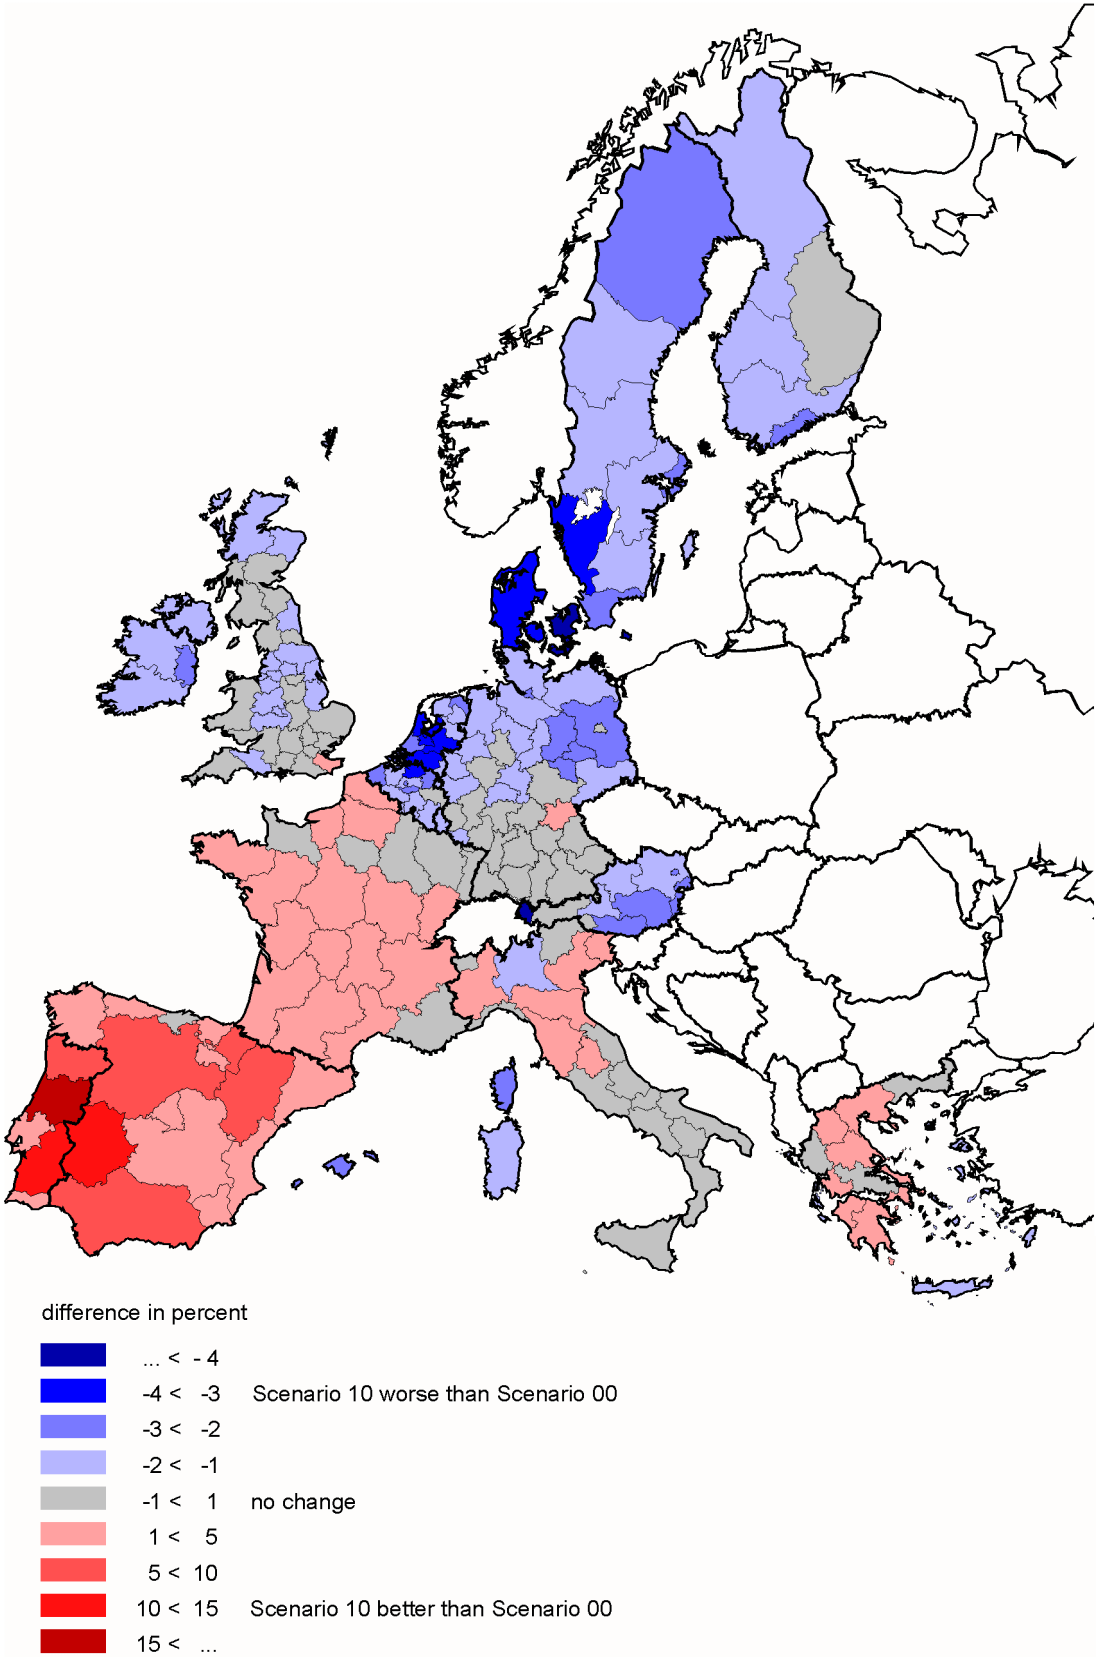 difference in percent
... < - 4
-4 < -3 Scenario 10 worse than Scenario 00
-3 < -2
-2 < -1
-1 < 1 no change
1 < 5
5 < 10
10 < 15 Scenario 10 better than Scenario 00
15 < ...